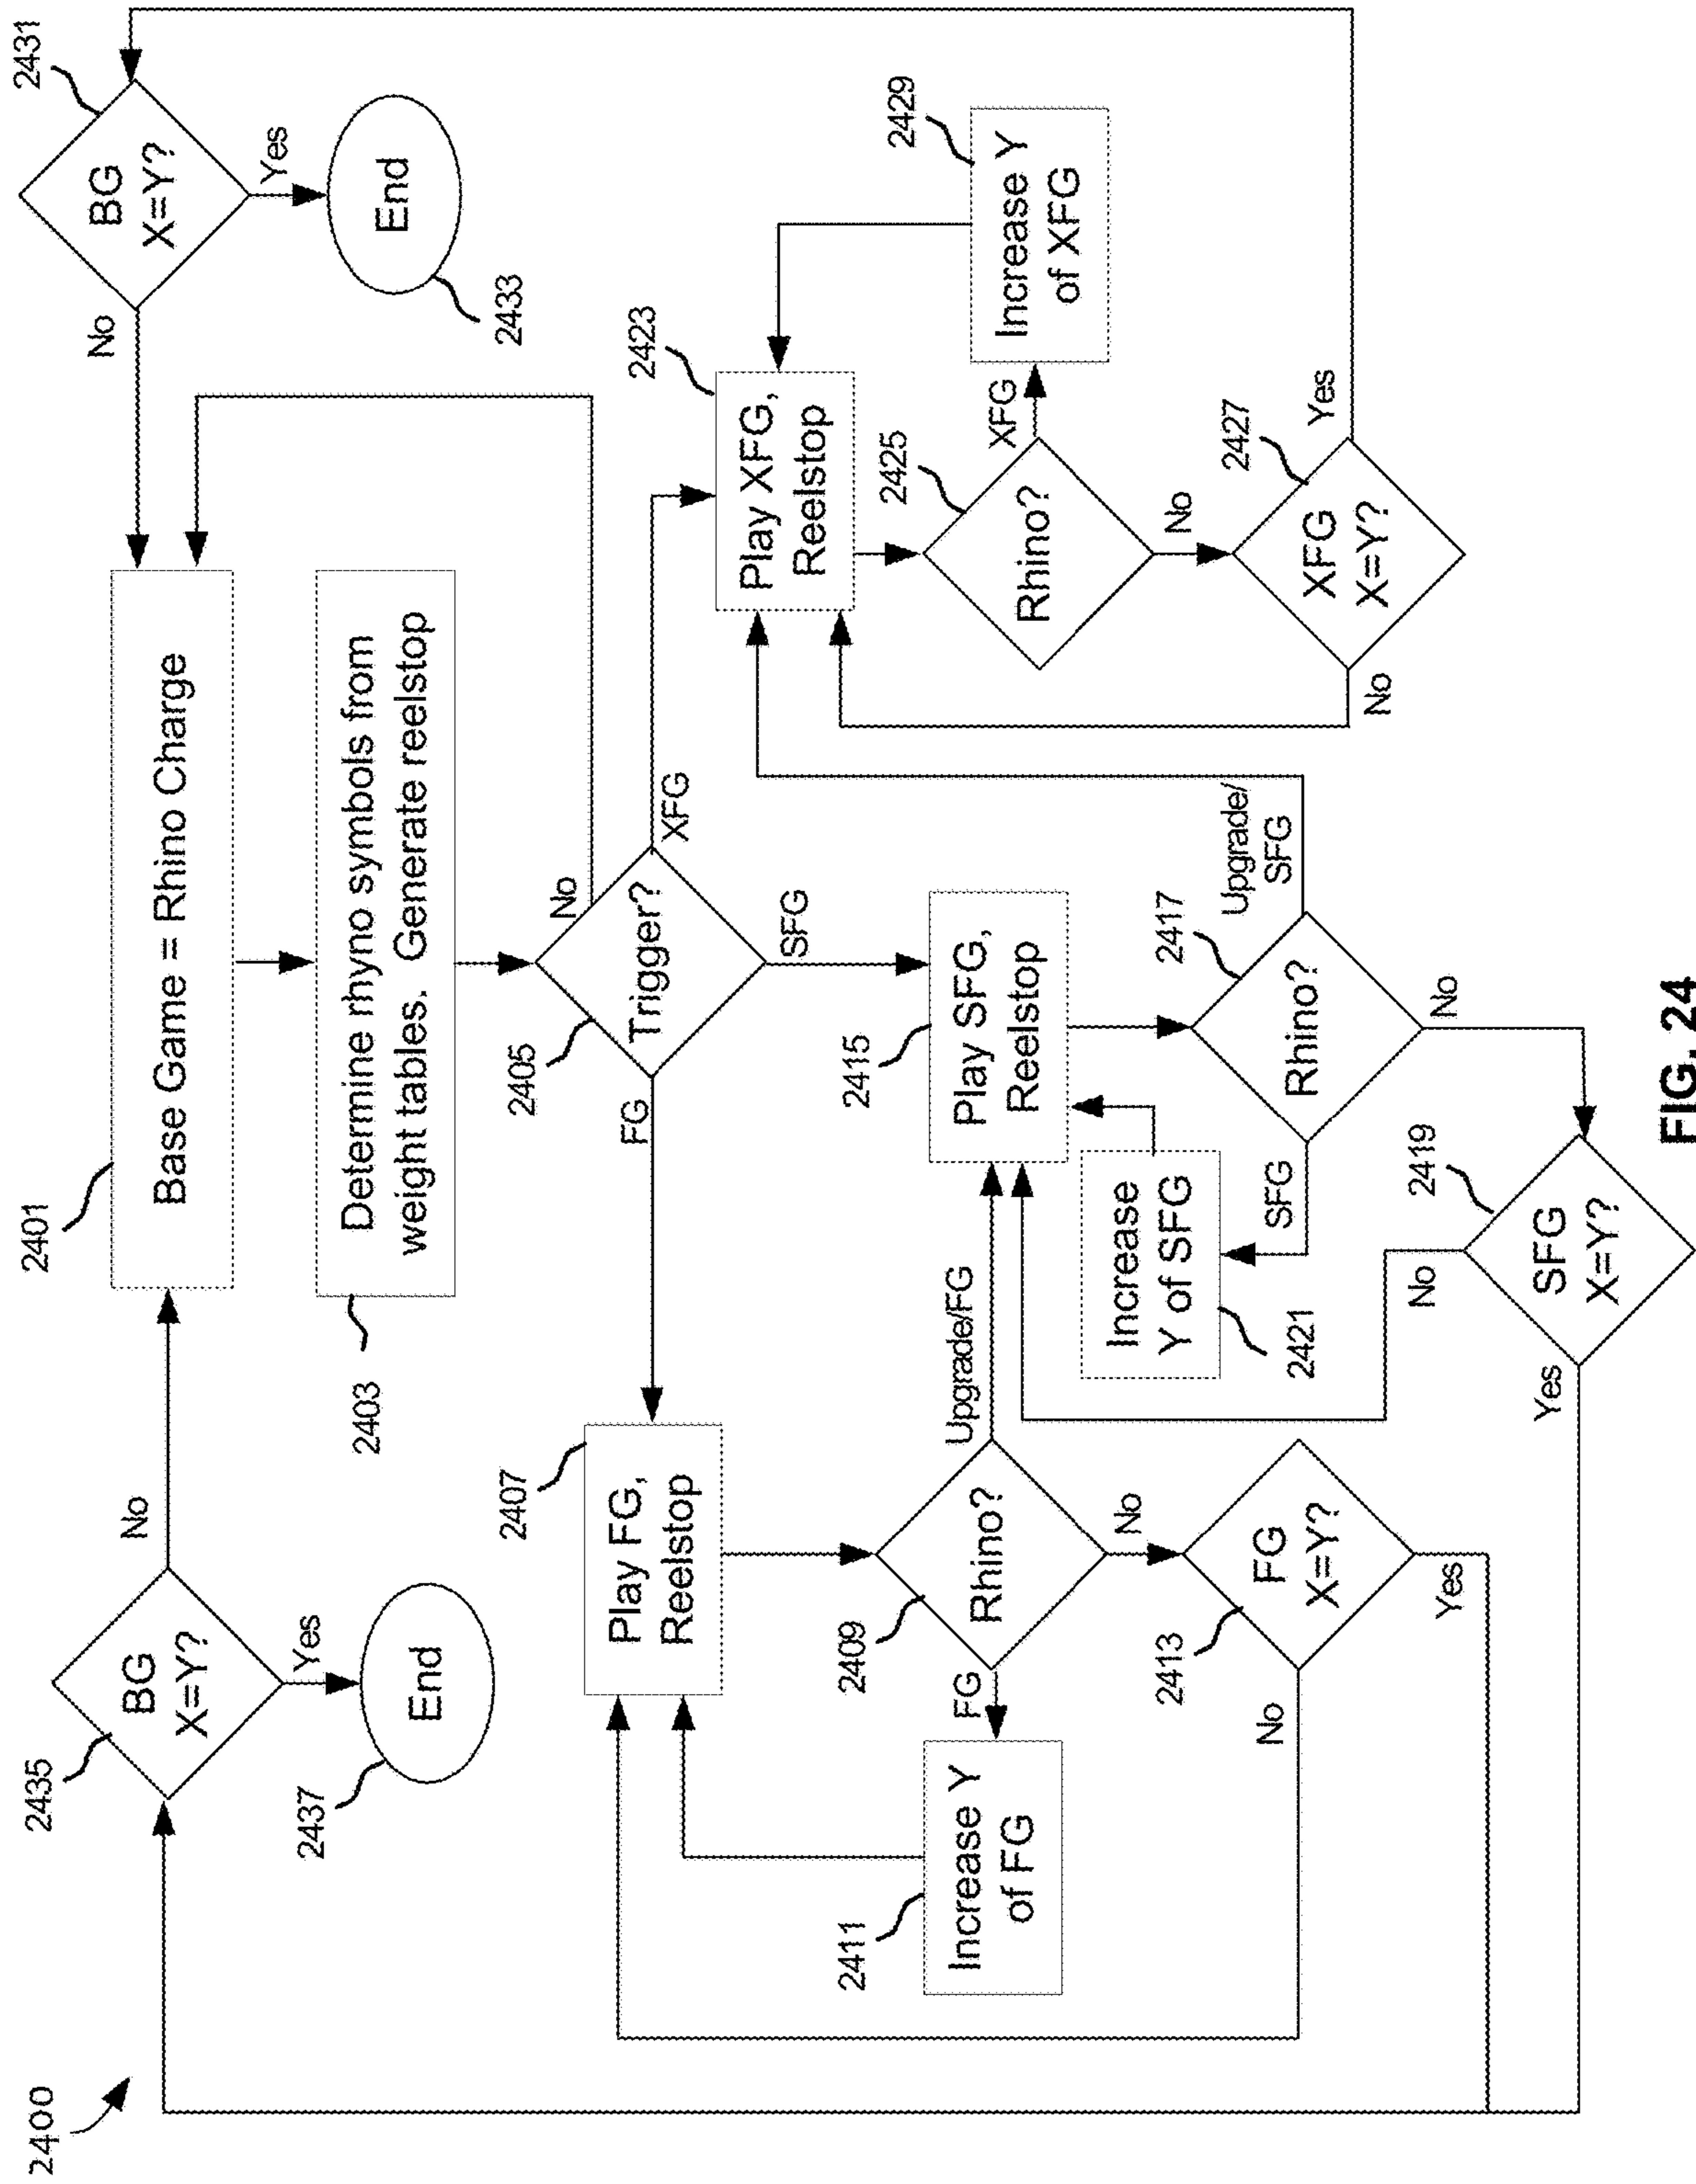 2400
2435
BG
X=Y?
No
Yes
End
2437
2401
Base Game = Rhino Charge
No
BG
X=Y?
2431
Yes
End
2433
2403
Determine rhyno symbols from
weight tables. Generate reelstop
2405
Trigger?
No
FG
SFG
XFG
2407
Play FG,
Reelstop
2409
Rhino?
Upgrade/FG
FG
No
2411
Increase Y
of FG
2413
FG
X=Y?
No
Yes
2415
Play SFG,
Reelstop
2417
Rhino?
Upgrade/
SFG
SFG
No
Increase
Y of SFG
2421
2419
SFG
X=Y?
No
Yes
2423
Play XFG,
Reelstop
2425
Rhino?
XFG
No
2429
Increase Y
of XFG
2427
XFG
X=Y?
No
Yes
FIG. 24